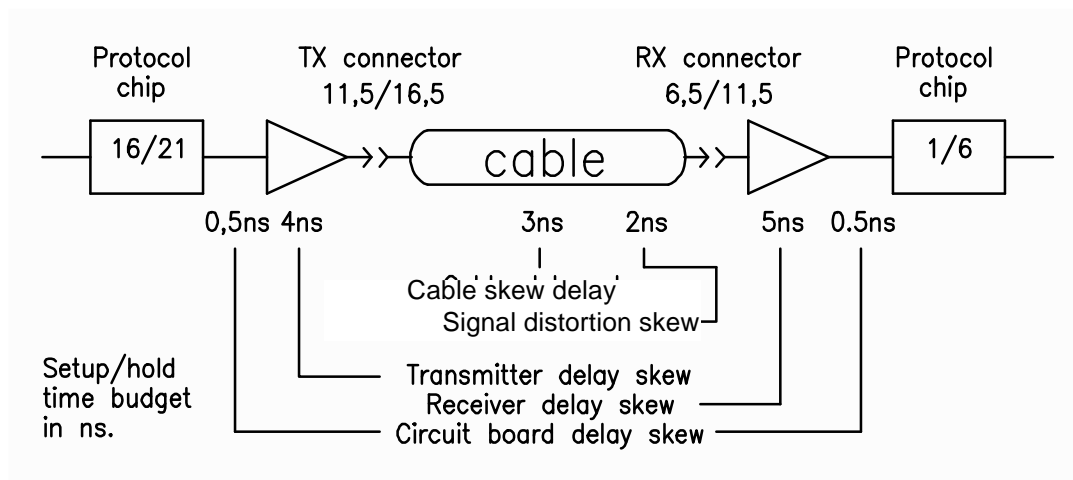 Protocol
chip
TX connector
11,5/16,5
RX connector
6,5/11,5
Protocol
chip
16/21
cable
1/6
0,5ns 4ns 3ns 2ns 5ns 0.5ns
Cable skew delay
Signal distortion skew
Setup/hold
time budget
in ns.
Transmitter delay skew
Receiver delay skew
Circuit board delay skew